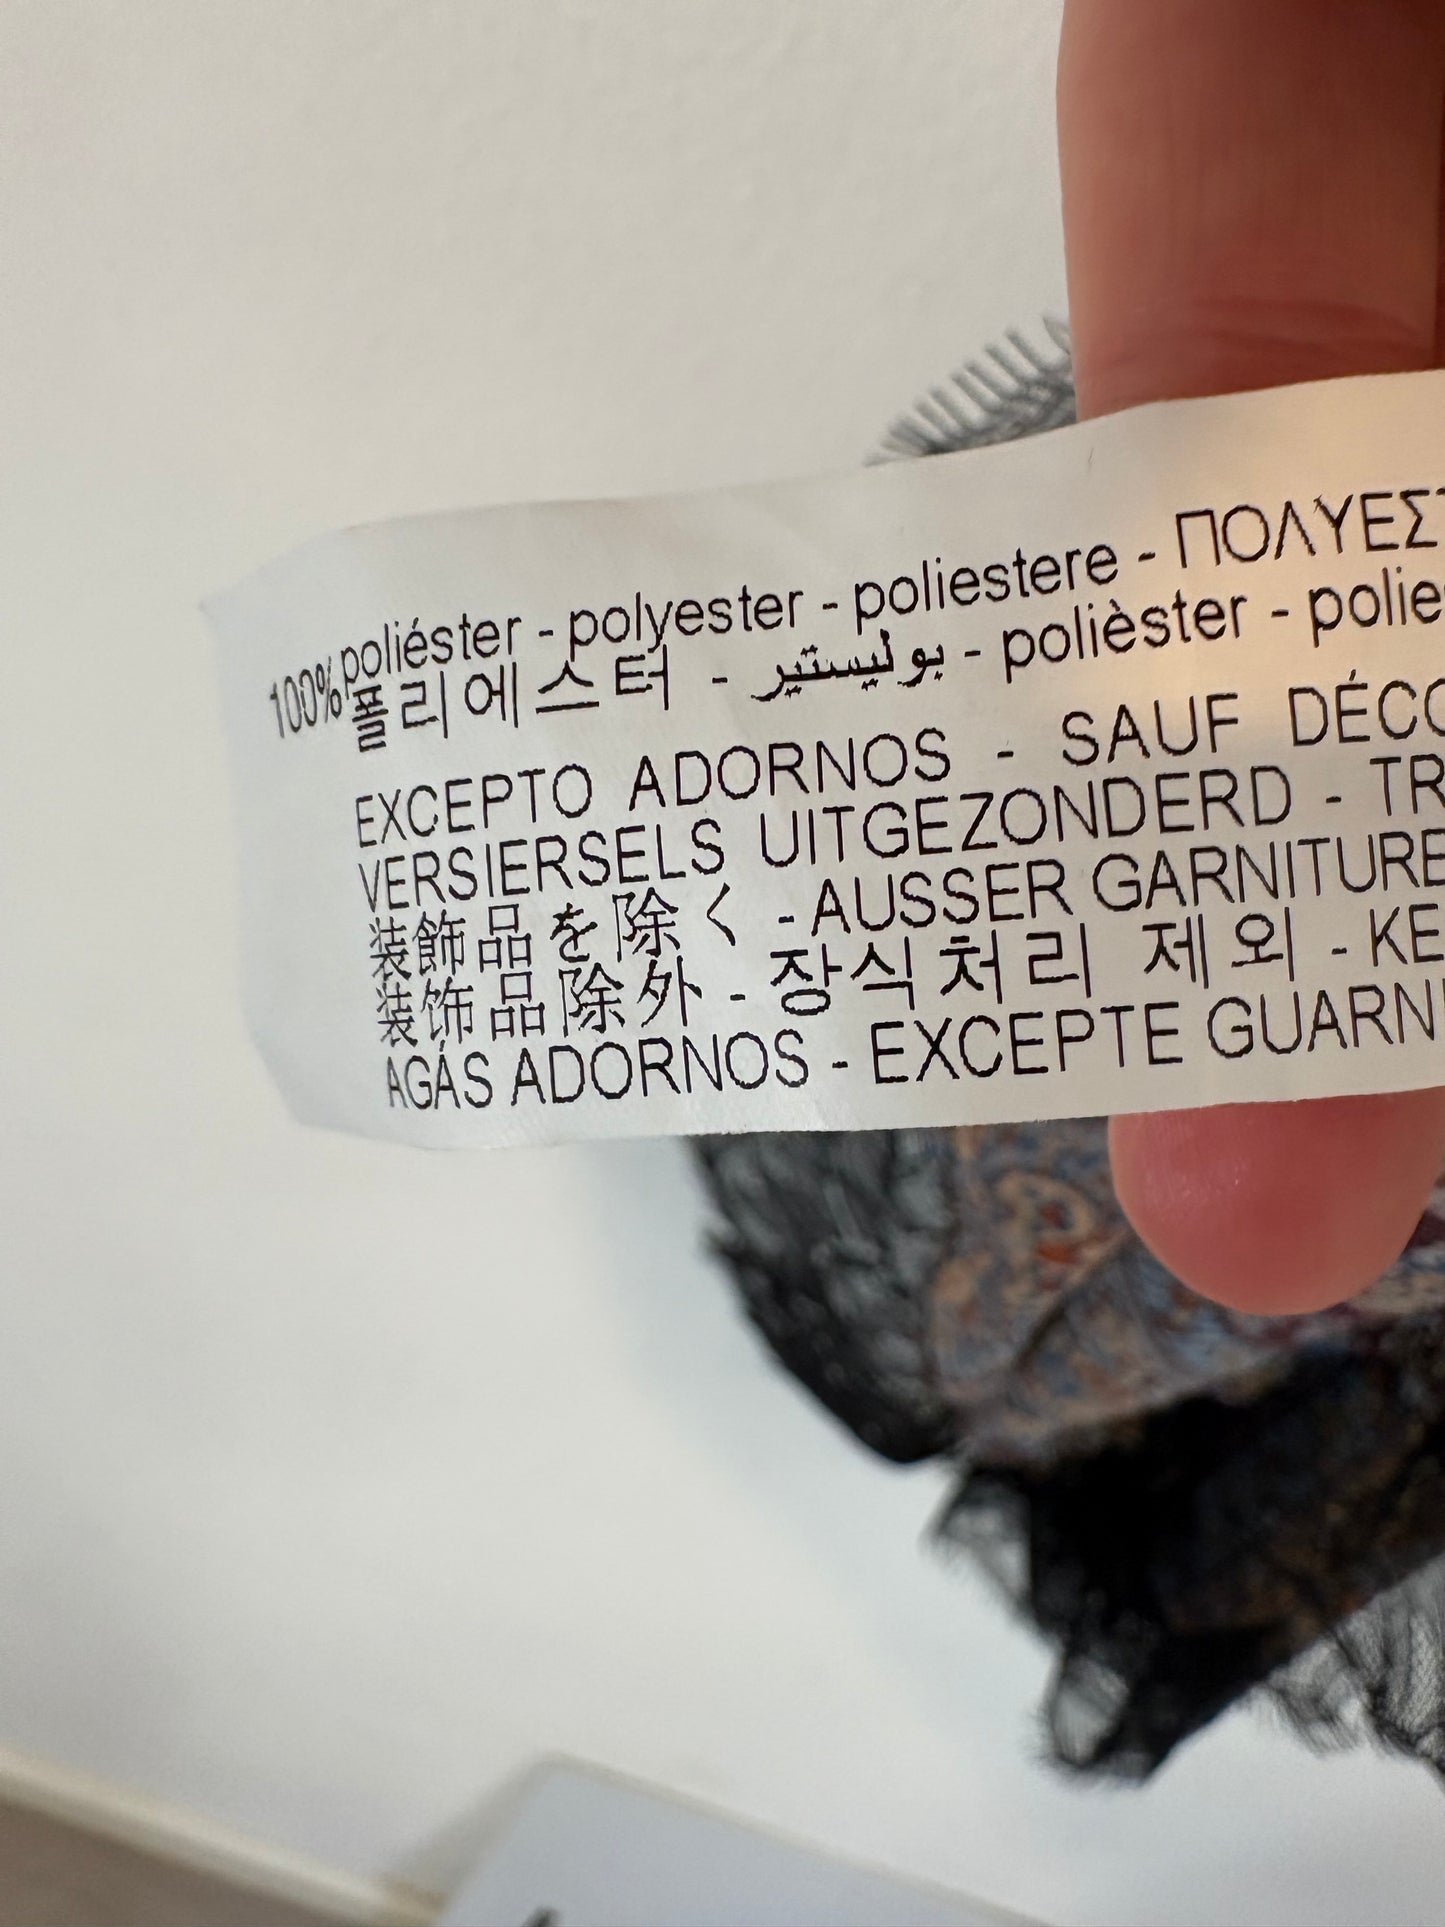 100% poliéster - polyester - poliestere - ΠΟΛΥΕΣ
폴리에스터 - بوليستير - polièster - polie
EXCEPTO ADORNOS - SAUF DÉCO
VERSIERSELS UITGEZONDERD - TR
装飾品を除く - AUSSER GARNITURE
装饰品除外 - 장식처리 제외 - KE
AGÁS ADORNOS - EXCEPTE GUARN